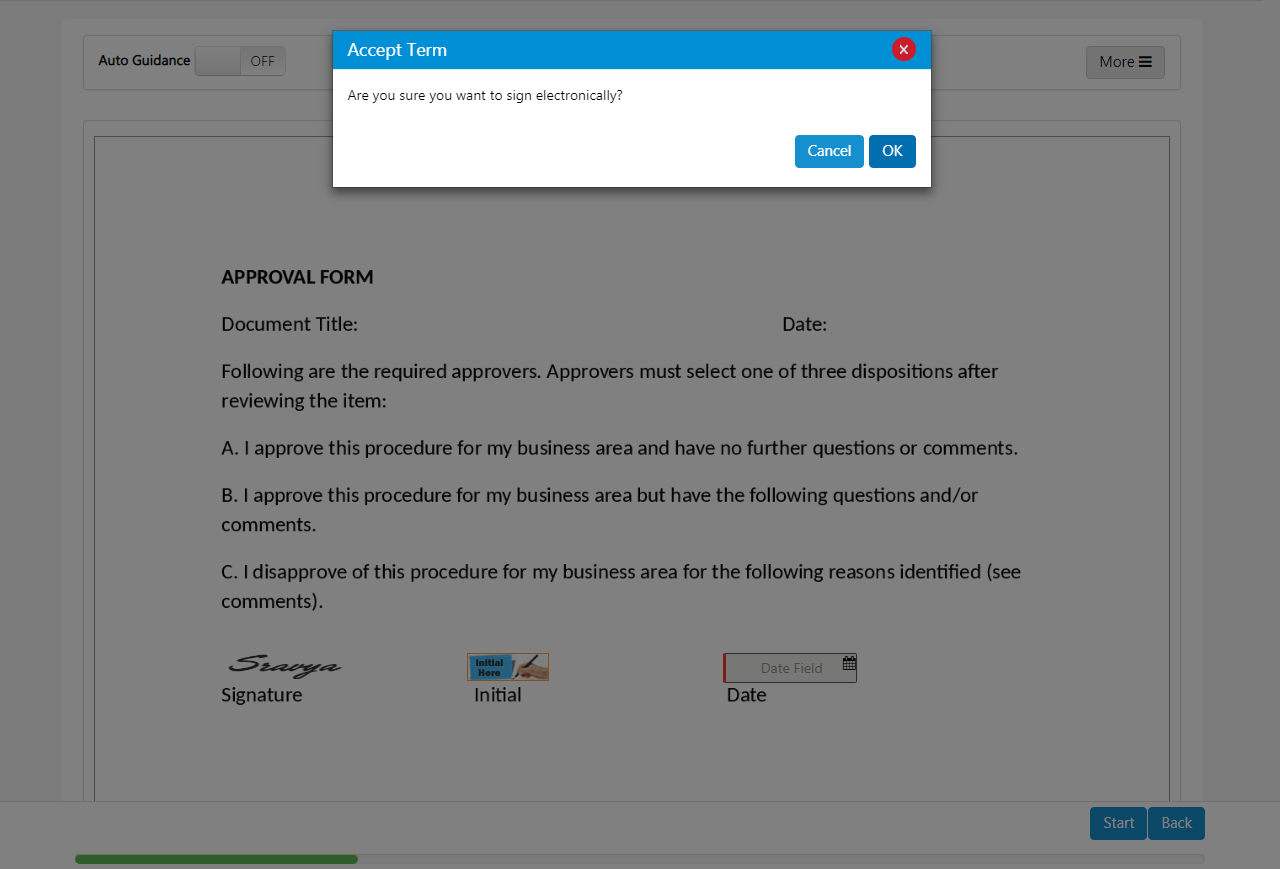 Accept Term
Auto Guidance OFF
More
Are you sure you want to sign electronically?
Cancel OK
APPROVAL FORM
Document Title: Date:
Following are the required approvers. Approvers must select one of three dispositions after
reviewing the item:
A. I approve this procedure for my business area and have no further questions or comments.
B. I approve this procedure for my business area but have the following questions and/or
comments.
C. I disapprove of this procedure for my business area for the following reasons identified (see
comments).
Sravya
Initial
Here
Date Field
Signature Initial Date
Start Back